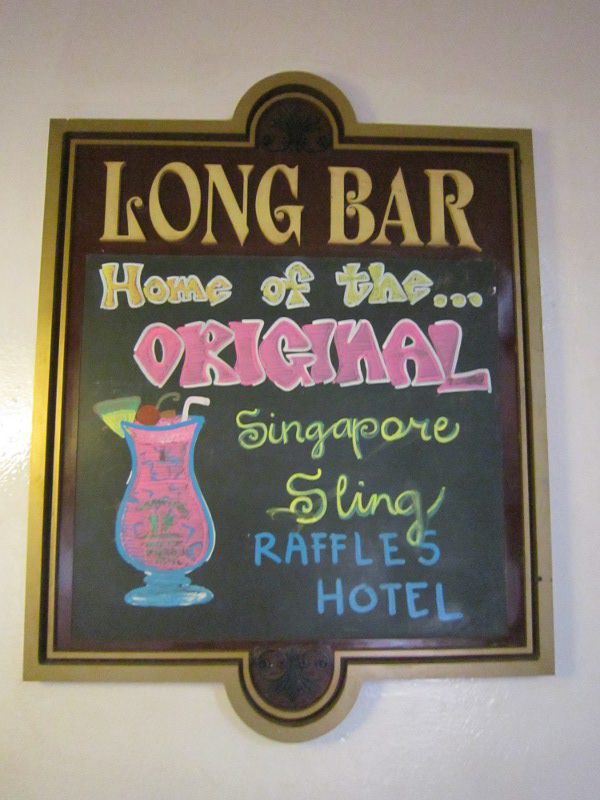 LONG BAR
Home of the...
ORIGINAL
Singapore
Sling
RAFFLES
HOTEL